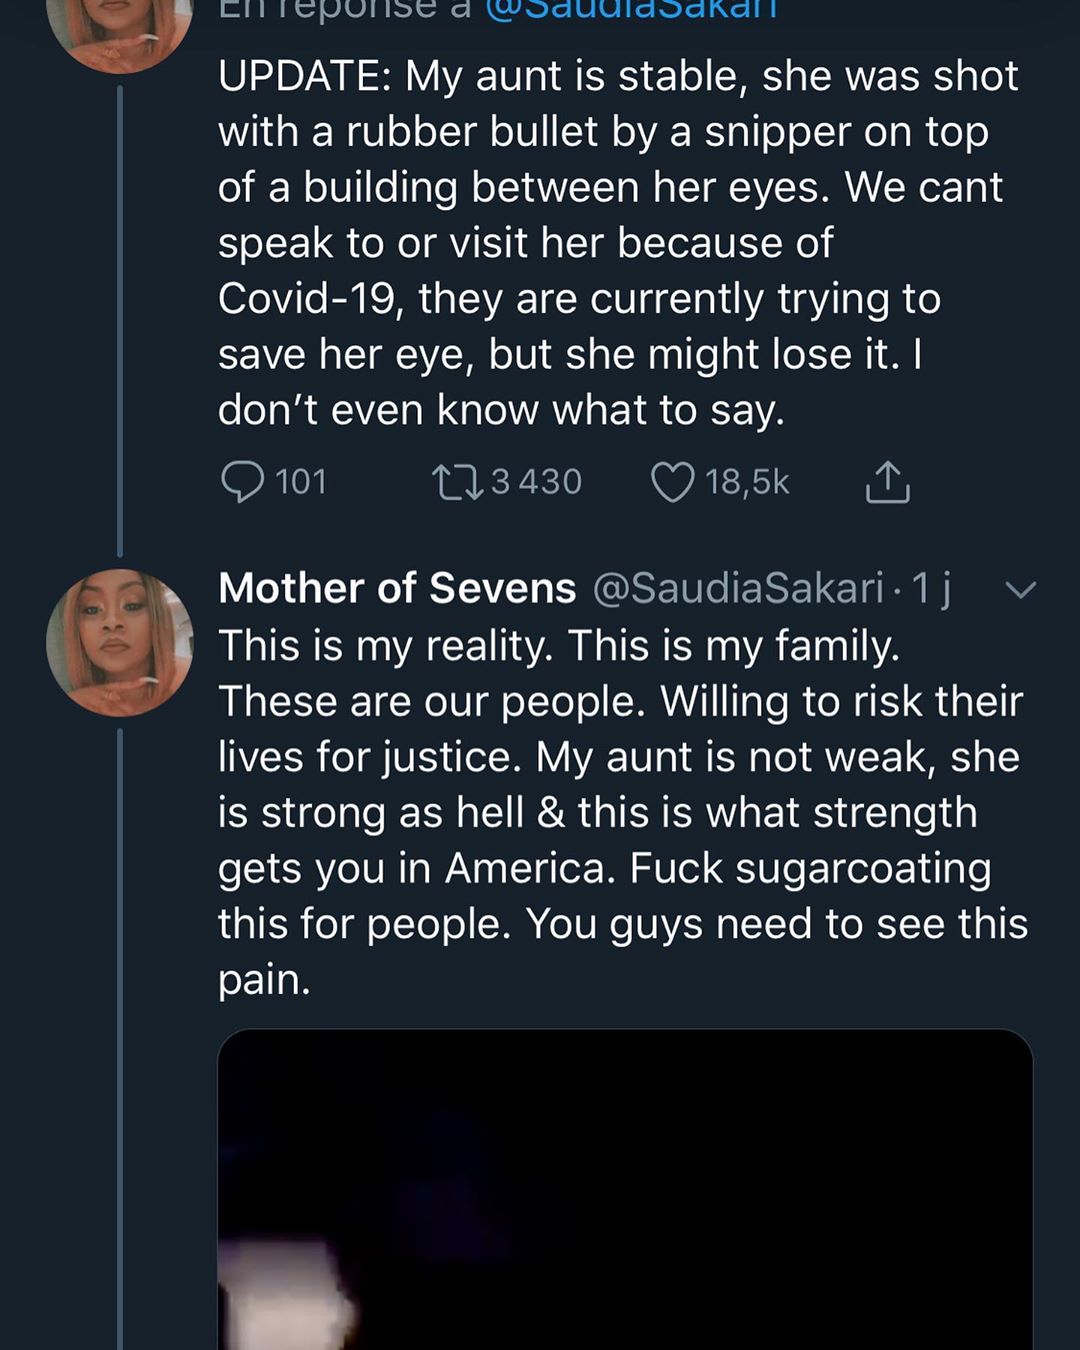 En réponse à @SaudiaSakari
UPDATE: My aunt is stable, she was shot
with a rubber bullet by a snipper on top
of a building between her eyes. We cant
speak to or visit her because of
Covid-19, they are currently trying to
save her eye, but she might lose it. I
don’t even know what to say.
101 3 430 18,5k
Mother of Sevens @SaudiaSakari · 1 j
This is my reality. This is my family.
These are our people. Willing to risk their
lives for justice. My aunt is not weak, she
is strong as hell & this is what strength
gets you in America. Fuck sugarcoating
this for people. You guys need to see this
pain.